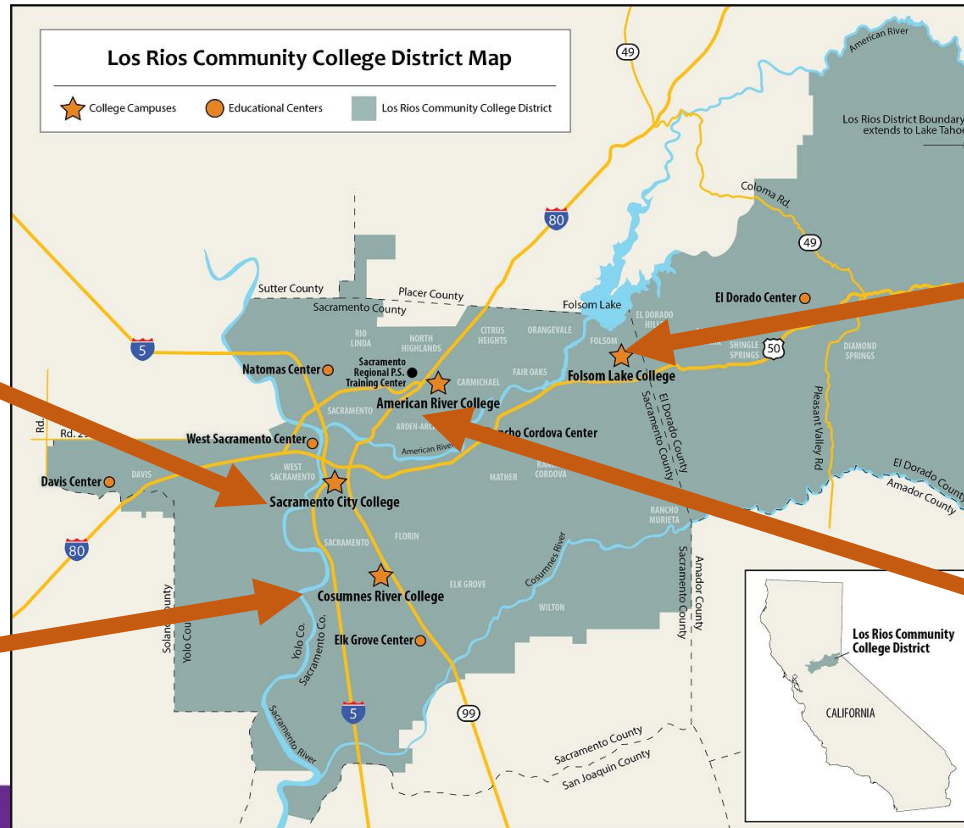 Los Rios Community College District Map
College Campuses
Educational Centers
Los Rios Community College District
49
American River
Los Rios District Boundary
extends to Lake Tahoe
Coloma Rd.
80
49
Sutter County
Placer County
Sacramento County
Folsom Lake
El Dorado Center
EL DORADO
RIO
LINDA
NORTH
HIGHLANDS
CITRUS
HEIGHTS
ORANGEVALE
FOLSOM
5
50
SHINGLE
SPRINGS
DIAMOND
SPRINGS
Natomas Center
Sacramento
Regional P.S.
Training Center
CARMICHAEL
FAIR OAKS
Folsom Lake College
American River College
SACRAMENTO
Rd.
Rd.
West Sacramento Center
American River
Cordova Center
Sacramento County
El Dorado County
Pleasant Valley Rd
Davis Center
DAVIS
WEST
SACRAMENTO
MATHER
CORDOVA
Sacramento City College
El Dorado County
Amador County
RANCHO
MURIETA
80
SACRAMENTO
FLORIN
Cosumnes River
Cosumnes River College
ELK GROVE
WILTON
Solano County
Yolo County
Yolo Co.
Sacramento Co.
Elk Grove Center
Sacramento County
Amador County
Sacramento River
5
99
Sacramento County
San Joaquin County
Los Rios Community
College District
CALIFORNIA